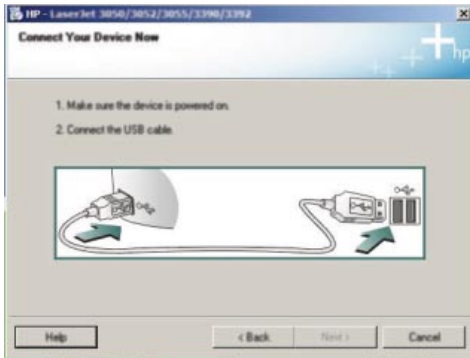 HP - LaserJet 3050/3052/3055/3390/3392
Connect Your Device Now
hp
1. Make sure the device is powered on.
2. Connect the USB cable.
Help
< Back
Next >
Cancel